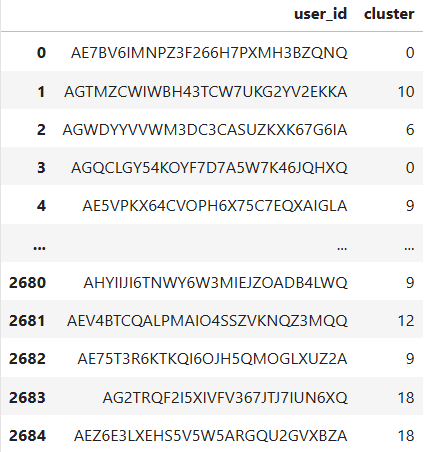 user_id cluster
0 AE7BV6IMNPZ3F266H7PXMH3BZQNQ 0
1 AGTMZCWIWBH43TCW7UKG2YV2EKKA 10
2 AGWDYYVVWM3DC3CASUZKXK67G6IA 6
3 AGQCLGY54KOYF7D7A5W7K46JQHXQ 0
4 AE5VPKX64CVOPH6X75C7EQXAIGLA 9
... ... ...
2680 AHYIIJI6TNWY6W3MIEJZOADB4LWQ 9
2681 AEV4BTCQALPMAIO4SSZVKNQZ3MQQ 12
2682 AE75T3R6KTKQI6OJH5QMOGLXUZ2A 9
2683 AG2TRQF2I5XIVFV367JTJ7IUN6XQ 18
2684 AEZ6E3LXEHS5V5W5ARGQU2GVXBZA 18